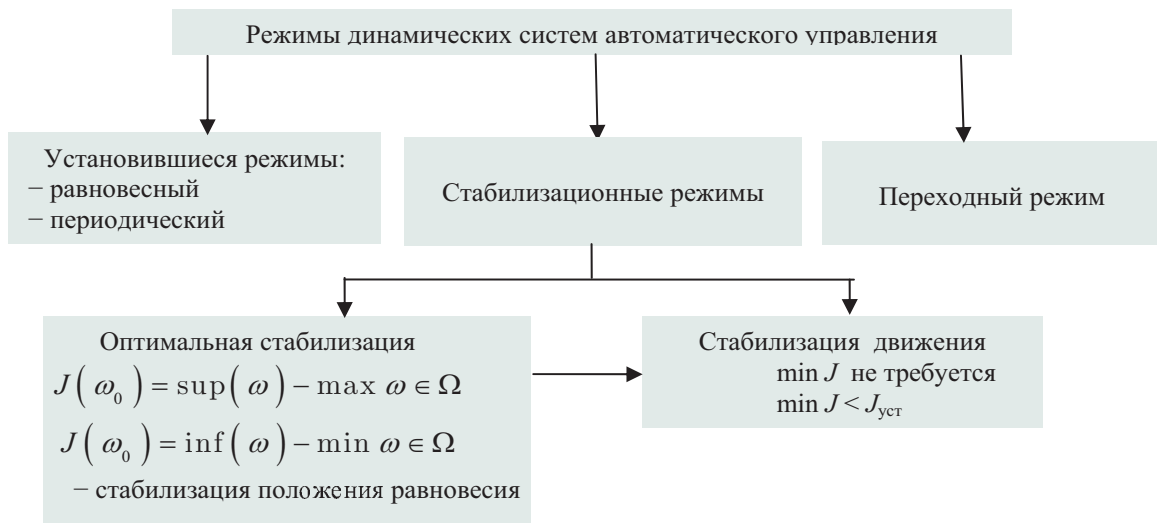 Режимы динамических систем автоматического управления
Установившиеся режимы:
− равновесный
− периодический
Стабилизационные режимы
Переходный режим
Оптимальная стабилизация
J(ω₀) = sup(ω) − max ω ∈ Ω
J(ω₀) = inf(ω) − min ω ∈ Ω
− стабилизация положения равновесия
Стабилизация движения
min J не требуется
min J < Jуст